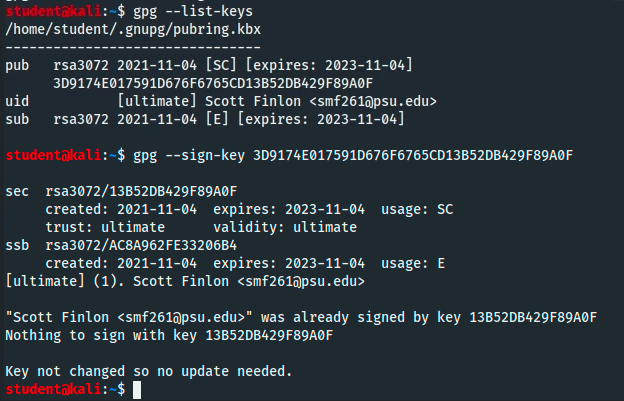 student@kali:~$ gpg --list-keys
/home/student/.gnupg/pubring.kbx
--------------------------------
pub   rsa3072 2021-11-04 [SC] [expires: 2023-11-04]
      3D9174E017591D676F6765CD13B52DB429F89A0F
uid           [ultimate] Scott Finlon <smf261@psu.edu>
sub   rsa3072 2021-11-04 [E] [expires: 2023-11-04]
student@kali:~$ gpg --sign-key 3D9174E017591D676F6765CD13B52DB429F89A0F
sec  rsa3072/13B52DB429F89A0F
     created: 2021-11-04  expires: 2023-11-04  usage: SC
     trust: ultimate      validity: ultimate
ssb  rsa3072/AC8A962FE33206B4
     created: 2021-11-04  expires: 2023-11-04  usage: E
[ultimate] (1). Scott Finlon <smf261@psu.edu>
"Scott Finlon <smf261@psu.edu>" was already signed by key 13B52DB429F89A0F
Nothing to sign with key 13B52DB429F89A0F
Key not changed so no update needed.
student@kali:~$